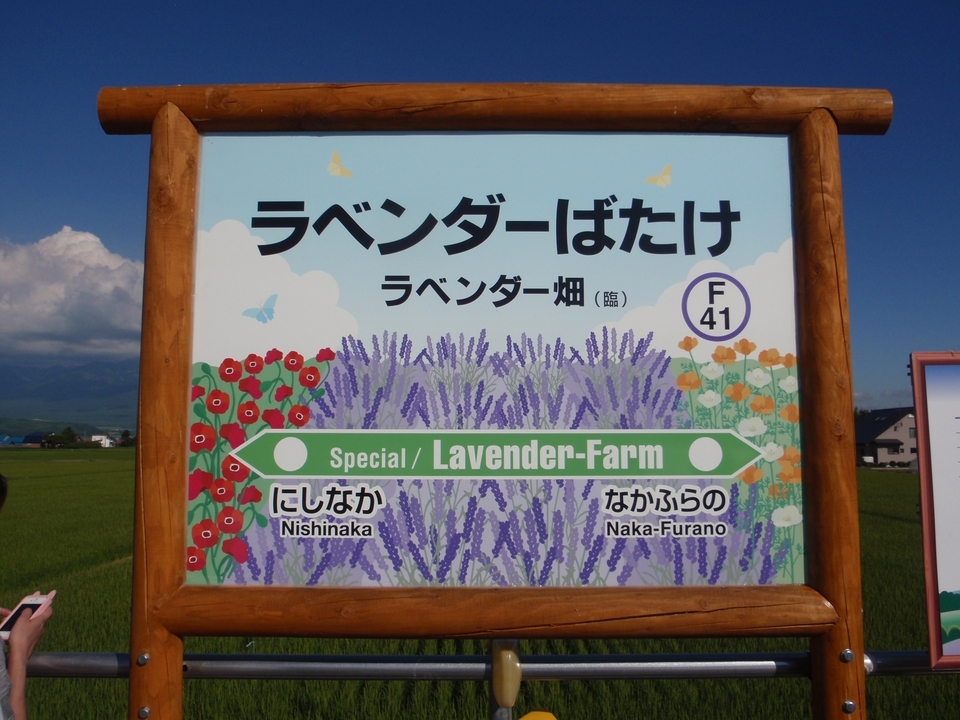 ラベンダーばたけ
ラベンダー畑（臨）
F
41
Special / Lavender-Farm
にしなか
Nishinaka
なかふらの
Naka-Furano